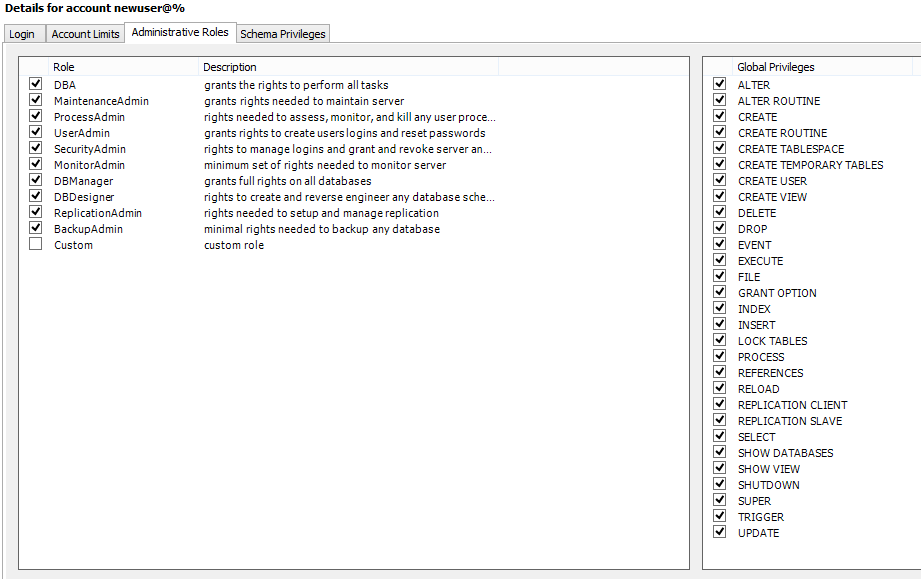 Details for account newuser@%
Login Account Limits Administrative Roles Schema Privileges
Role Description
DBA grants the rights to perform all tasks
MaintenanceAdmin grants rights needed to maintain server
ProcessAdmin rights needed to assess, monitor, and kill any user proce...
UserAdmin grants rights to create users logins and reset passwords
SecurityAdmin rights to manage logins and grant and revoke server an...
MonitorAdmin minimum set of rights needed to monitor server
DBManager grants full rights on all databases
DBDesigner rights to create and reverse engineer any database sche...
ReplicationAdmin rights needed to setup and manage replication
BackupAdmin minimal rights needed to backup any database
Custom custom role
Global Privileges
ALTER
ALTER ROUTINE
CREATE
CREATE ROUTINE
CREATE TABLESPACE
CREATE TEMPORARY TABLES
CREATE USER
CREATE VIEW
DELETE
DROP
EVENT
EXECUTE
FILE
GRANT OPTION
INDEX
INSERT
LOCK TABLES
PROCESS
REFERENCES
RELOAD
REPLICATION CLIENT
REPLICATION SLAVE
SELECT
SHOW DATABASES
SHOW VIEW
SHUTDOWN
SUPER
TRIGGER
UPDATE